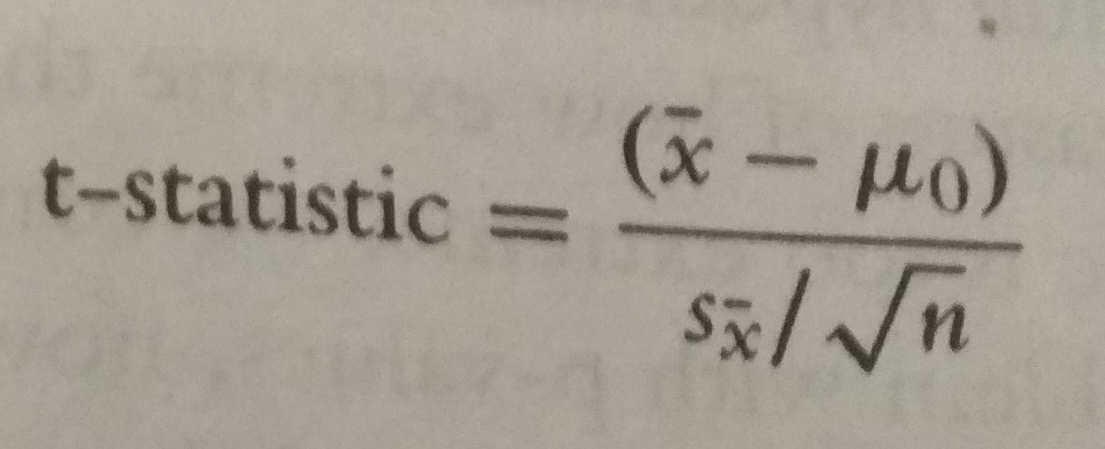 t–statistic = (x̄ − μ₀) / (s_x̄/√n)